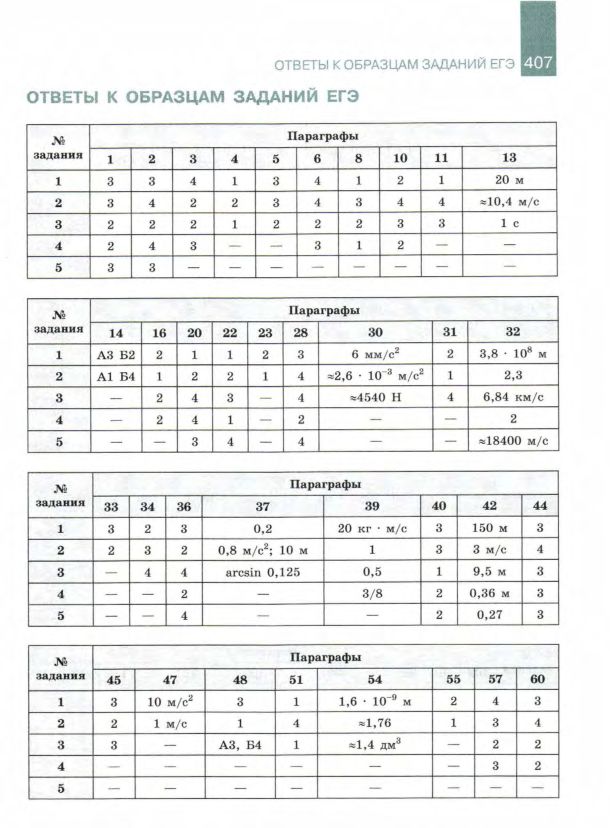 ОТВЕТЫ К ОБРАЗЦАМ ЗАДАНИЙ ЕГЭ 407
ОТВЕТЫ К ОБРАЗЦАМ ЗАДАНИЙ ЕГЭ
№ задания Параграфы
1 2 3 4 5 6 8 10 11 13
1 3 3 4 1 3 4 1 2 1 20 м
2 3 4 2 2 3 4 3 4 4 ≈10,4 м/с
3 2 2 2 1 2 2 2 3 3 1 с
4 2 4 3 — — 3 1 2 — —
5 3 3 — — — — — — — —
№ задания Параграфы
14 16 20 22 23 28 30 31 32
1 А3 Б2 2 1 1 2 3 6 мм/с² 2 3,8 · 10⁸ м
2 А1 Б4 1 2 2 1 4 ≈2,6 · 10⁻³ м/с² 1 2,3
3 — 2 4 3 — 4 ≈4540 Н 4 6,84 км/с
4 — 2 4 1 — 2 — — 2
5 — — 3 4 — 4 — — ≈18400 м/с
№ задания Параграфы
33 34 36 37 39 40 42 44
1 3 2 3 0,2 20 кг · м/с 3 150 м 3
2 2 3 2 0,8 м/с²; 10 м 1 3 3 м/с 4
3 — 4 4 arcsin 0,125 0,5 1 9,5 м 3
4 — — 2 — 3/8 2 0,36 м 3
5 — — 4 — — 2 0,27 3
№ задания Параграфы
45 47 48 51 54 55 57 60
1 3 10 м/с² 3 1 1,6 · 10⁻⁹ м 2 4 3
2 2 1 м/с 1 4 ≈1,76 1 3 4
3 3 — А3, Б4 1 ≈1,4 дм³ — 2 2
4 — — — — — — 3 2
5 — — — — — — — —